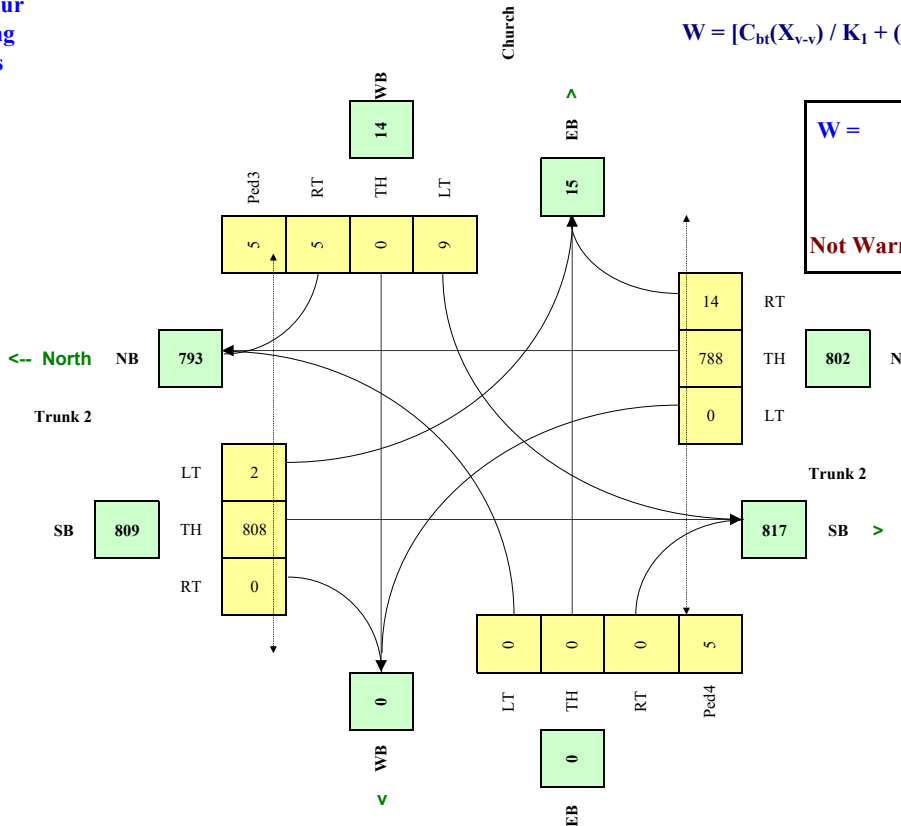 ur
ng
s
Church
W = [Cbt(Xv-v) / K1 + (
W =
Not Warr
WB
14
^
EB
15
Ped3
RT
TH
LT
5
5
0
9
14
RT
788
TH
802
N
0
LT
<-- North
NB
793
Trunk 2
Trunk 2
LT
2
SB
809
TH
808
RT
0
817
SB
>
0
0
0
5
LT
TH
RT
Ped4
0
WB
v
0
EB